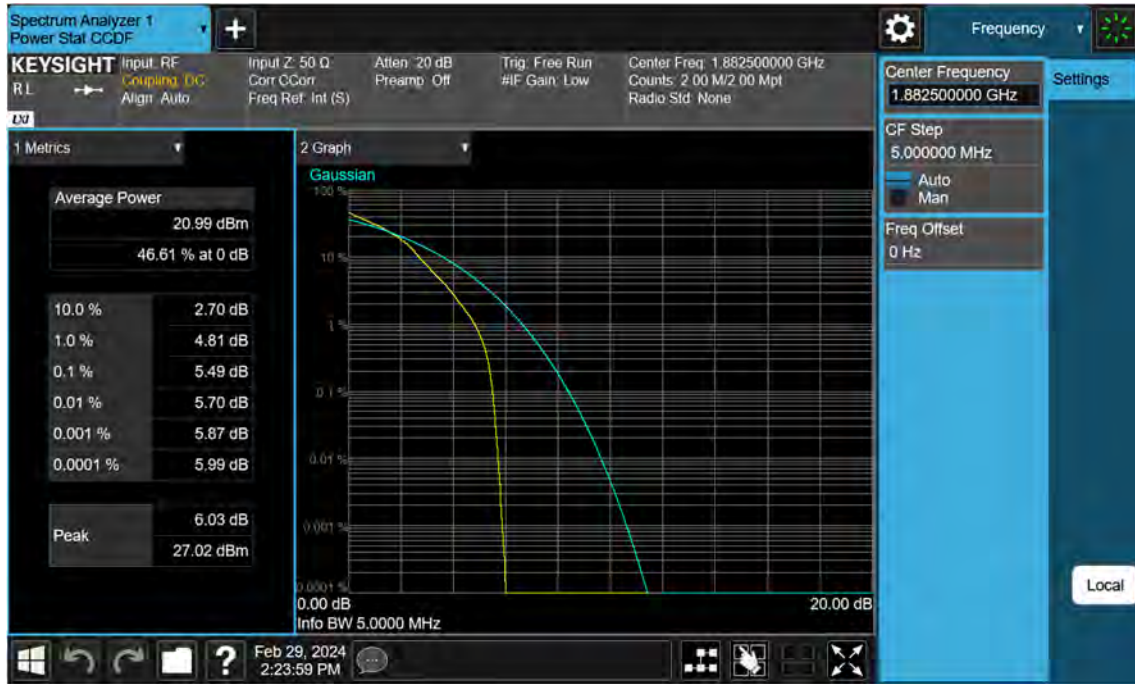 Spectrum Analyzer 1
Power Stat CCDF
Frequency
KEYSIGHT
RL
LXI
Input: RF
Coupling: DC
Align: Auto
Input Z: 50 Ω
Corr CCorr
Freq Ref: Int (S)
Atten: 20 dB
Preamp: Off
Trig: Free Run
#IF Gain: Low
Center Freq: 1.882500000 GHz
Counts: 2.00 M/2.00 Mpt
Radio Std: None
Center Frequency
1.882500000 GHz
Settings
CF Step
5.000000 MHz
Auto
Man
Freq Offset
0 Hz
Local
1 Metrics
Average Power
20.99 dBm
46.61 % at 0 dB
10.0 % 2.70 dB
1.0 % 4.81 dB
0.1 % 5.49 dB
0.01 % 5.70 dB
0.001 % 5.87 dB
0.0001 % 5.99 dB
Peak
6.03 dB
27.02 dBm
2 Graph
Gaussian
100 %
10 %
1 %
0.1 %
0.01 %
0.001 %
0.0001 %
0.00 dB 20.00 dB
Info BW 5.0000 MHz
Feb 29, 2024
2:23:59 PM